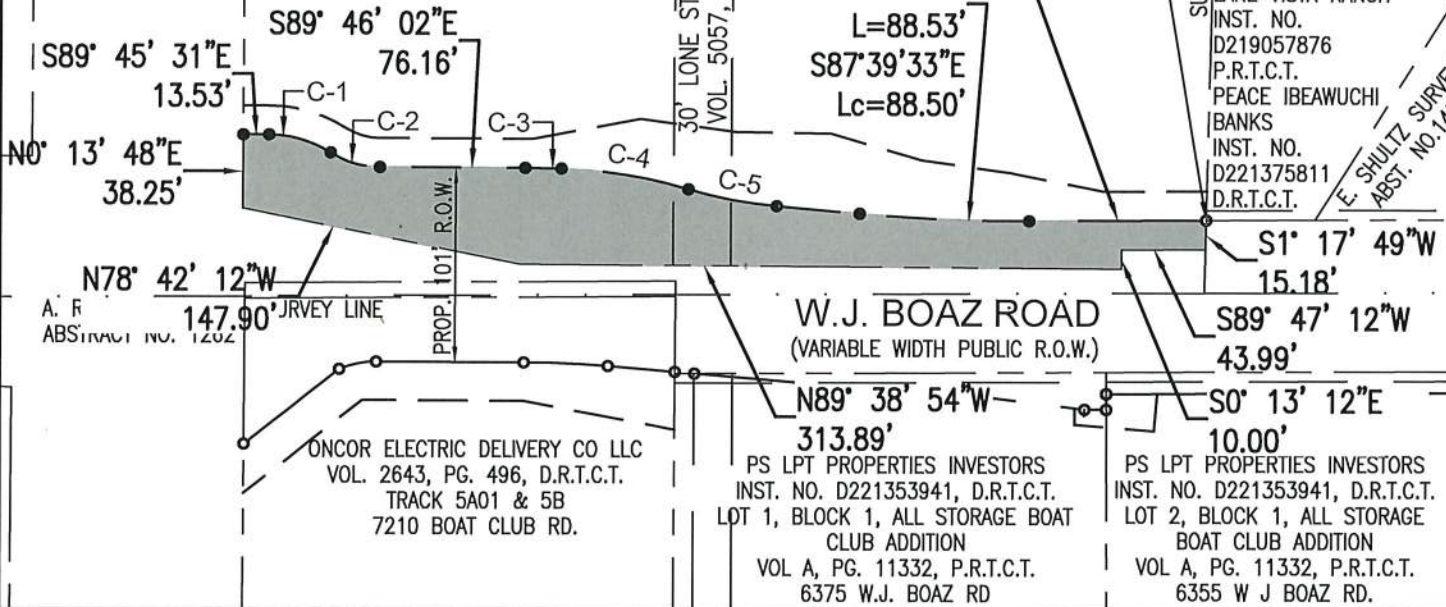 S89° 45' 31"E
13.53'
S89° 46' 02"E
76.16'
C-1
C-2
C-3
C-4
C-5
30' LONE ST
VOL. 5057,
L=88.53'
S87°39'33"E
Lc=88.50'
INST. NO.
D219057876
P.R.T.C.T.
PEACE IBEAWUCHI
BANKS
INST. NO.
D221375811
D.R.T.C.T.
E. SHULTZ SURVE
ABST. NO.14
N0° 13' 48"E
38.25'
PROP. 101' R.O.W.
S1° 17' 49"W
15.18'
N78° 42' 12"W
147.90'
A. R
JRVEY LINE
ABSTRACT NO. 1262
W.J. BOAZ ROAD
(VARIABLE WIDTH PUBLIC R.O.W.)
S89° 47' 12"W
43.99'
N89° 38' 54"W
313.89'
S0° 13' 12"E
10.00'
ONCOR ELECTRIC DELIVERY CO LLC
VOL. 2643, PG. 496, D.R.T.C.T.
TRACK 5A01 & 5B
7210 BOAT CLUB RD.
PS LPT PROPERTIES INVESTORS
INST. NO. D221353941, D.R.T.C.T.
LOT 1, BLOCK 1, ALL STORAGE BOAT
CLUB ADDITION
VOL A, PG. 11332, P.R.T.C.T.
6375 W.J. BOAZ RD
PS LPT PROPERTIES INVESTORS
INST. NO. D221353941, D.R.T.C.T.
LOT 2, BLOCK 1, ALL STORAGE
BOAT CLUB ADDITION
VOL A, PG. 11332, P.R.T.C.T.
6355 W J BOAZ RD.